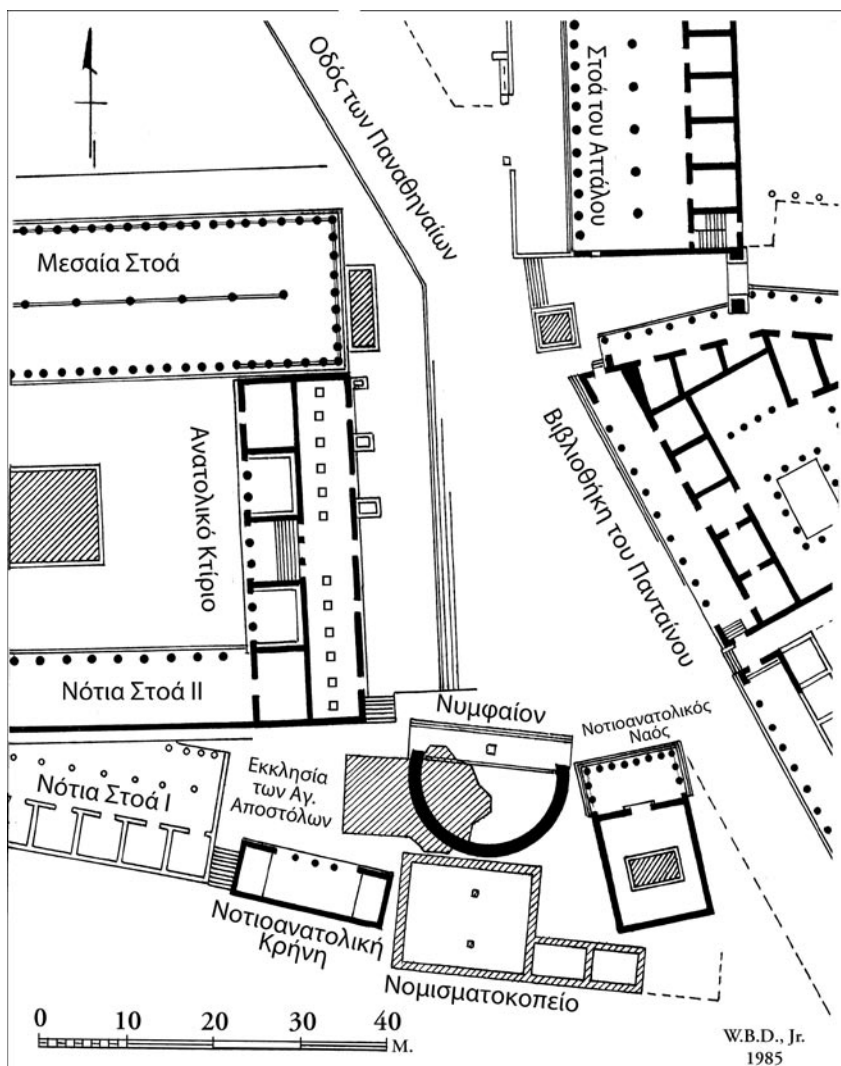 Οδός των Παναθηναίων
Στοά του Αττάλου
Μεσαία Στοά
Ανατολικό Κτίριο
Βιβλιοθήκη του Πανταίνου
Νότια Στοά ΙΙ
Νυμφαίον
Νοτιοανατολικός
Ναός
Εκκλησία
των Αγ.
Αποστόλων
Νότια Στοά Ι
Νοτιοανατολική
Κρήνη
Νομισματοκοπείο
0 10 20 30 40
M.
W.B.D., Jr.
1985